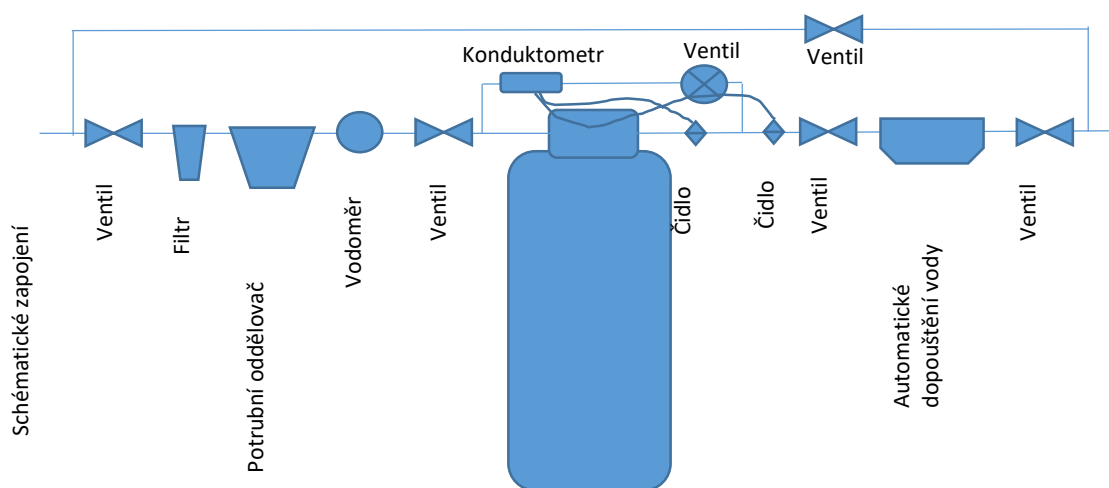 Konduktometr
Ventil
Ventil
Schématické zapojení
Ventil
Filtr
Potrubní oddělovač
Vodoměr
Ventil
Čidlo
Čidlo
Ventil
Automatické
dopouštění vody
Ventil